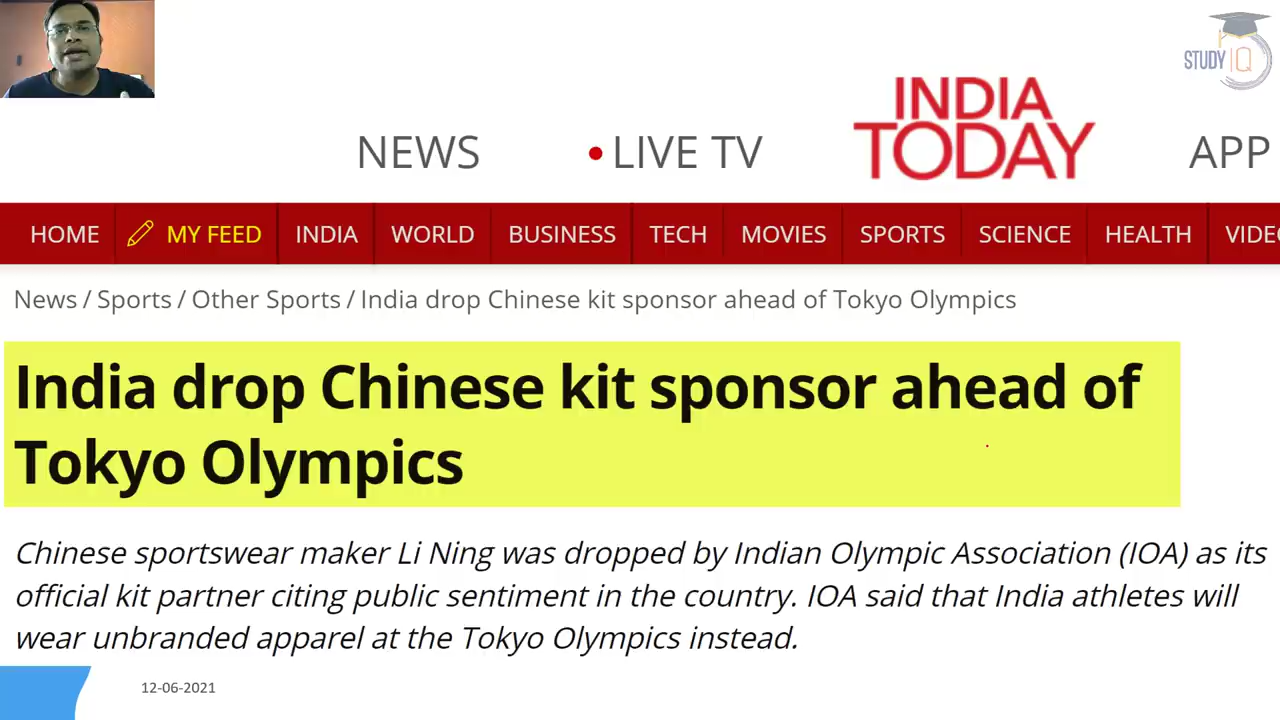 STUDY IQ
NEWS
LIVE TV
INDIA
TODAY
APP
HOME
MY FEED
INDIA
WORLD
BUSINESS
TECH
MOVIES
SPORTS
SCIENCE
HEALTH
VIDEO
News / Sports / Other Sports / India drop Chinese kit sponsor ahead of Tokyo Olympics
India drop Chinese kit sponsor ahead of
Tokyo Olympics
Chinese sportswear maker Li Ning was dropped by Indian Olympic Association (IOA) as its
official kit partner citing public sentiment in the country. IOA said that India athletes will
wear unbranded apparel at the Tokyo Olympics instead.
12-06-2021